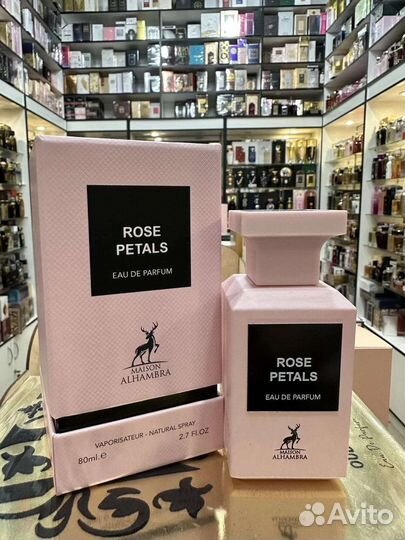 ROSE
PETALS
EAU DE PARFUM
MAISON
ALHAMBRA
VAPORISATEUR - NATURAL SPRAY
80ml.e 2.7 FL.OZ
ROSE
PETALS
EAU DE PARFUM
MAISON
ALHAMBRA
Avito